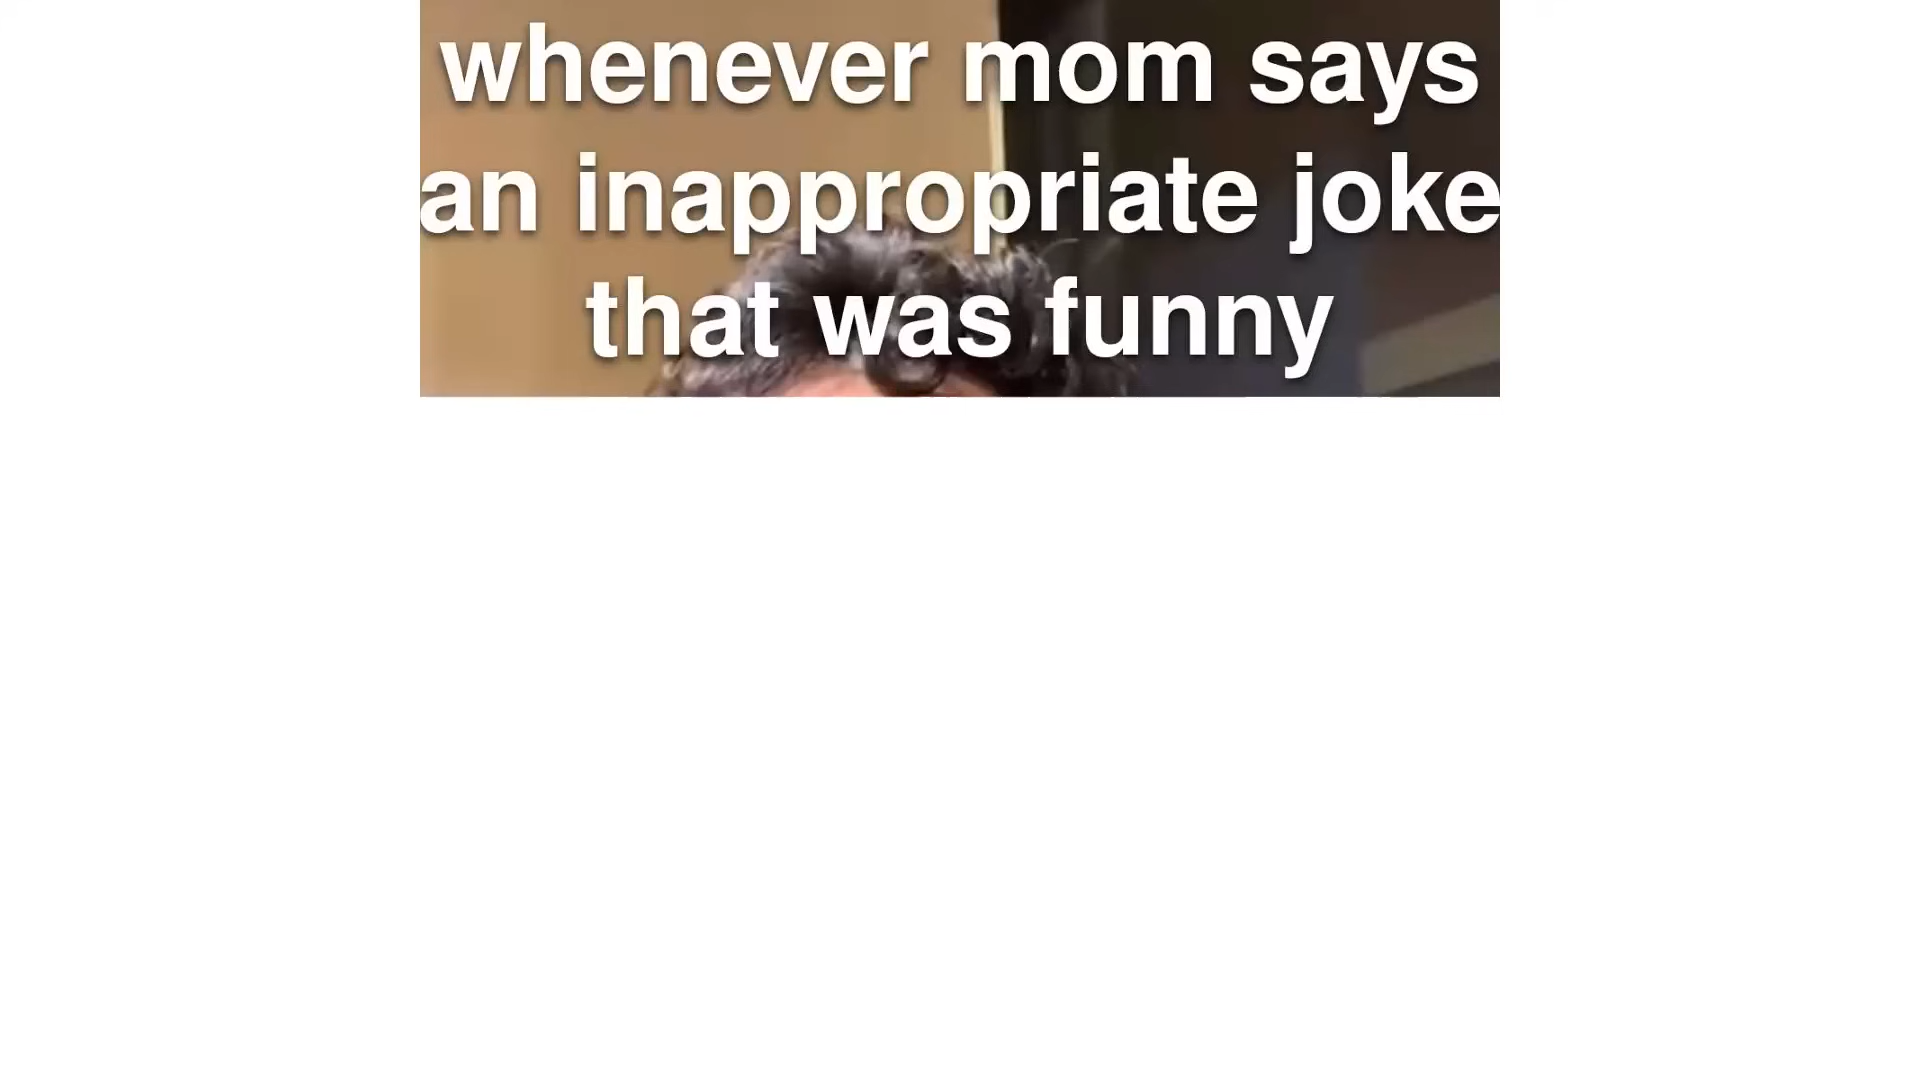 whenever mom says
an inappropriate joke
that was funny